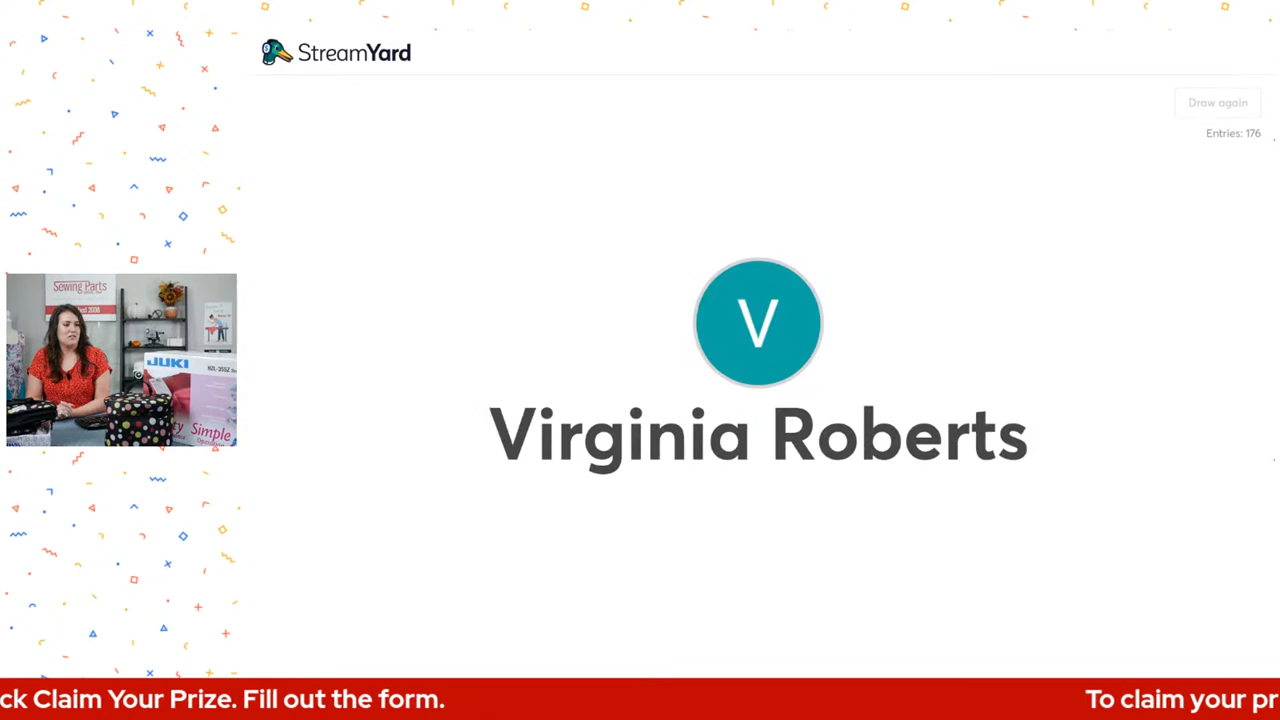 StreamYard
Draw again
Entries: 176
V
Virginia Roberts
Sewing Parts
JUKI
Simple
ck Claim Your Prize. Fill out the form.
To claim your pr